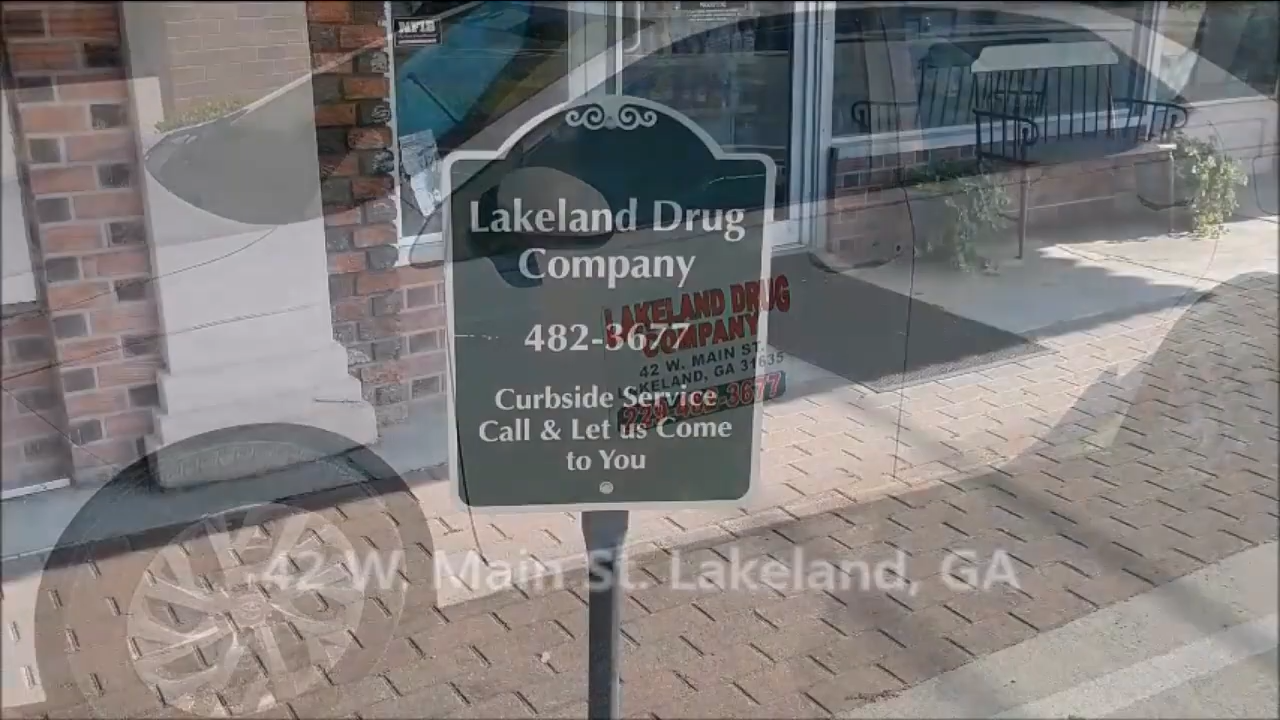 NFIB
Lakeland Drug
Company
482-3677
Curbside Service
Call & Let us Come
to You
LAKELAND DRUG
COMPANY
42 W. MAIN ST.
LAKELAND, GA 31635
229-482-3677
42 W. Main St. Lakeland, GA